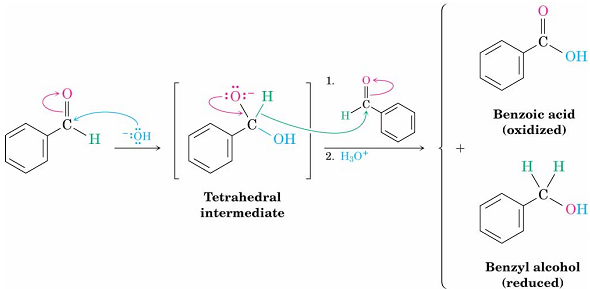 O
C
H
⁻:ÖH
:Ö:⁻
H
C
OH
Tetrahedral
intermediate
1.
O
C
H
2. H₃O⁺
O
C
OH
Benzoic acid
(oxidized)
+
H H
C
OH
Benzyl alcohol
(reduced)